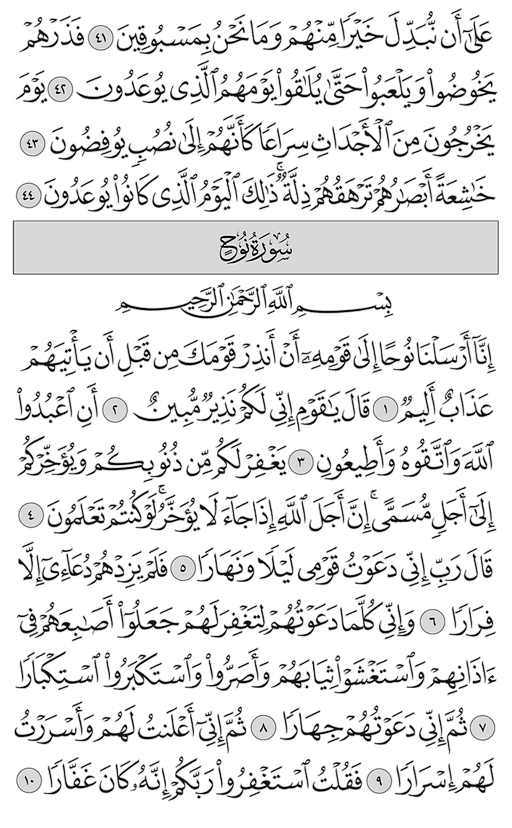 عَلَىٰٓ أَن نُّبَدِّلَ خَيْرًا مِّنْهُمْ وَمَا نَحْنُ بِمَسْبُوقِينَ ٤١ فَذَرْهُمْ
يَخُوضُوا۟ وَيَلْعَبُوا۟ حَتَّىٰ يُلَٰقُوا۟ يَوْمَهُمُ ٱلَّذِى يُوعَدُونَ ٤٢ يَوْمَ
يَخْرُجُونَ مِنَ ٱلْأَجْدَاثِ سِرَاعًا كَأَنَّهُمْ إِلَىٰ نُصُبٍ يُوفِضُونَ ٤٣
خَٰشِعَةً أَبْصَٰرُهُمْ تَرْهَقُهُمْ ذِلَّةٌ ۚ ذَٰلِكَ ٱلْيَوْمُ ٱلَّذِى كَانُوا۟ يُوعَدُونَ ٤٤
سُورَةُ نُوحٍ
بِسْمِ ٱللَّهِ ٱلرَّحْمَٰنِ ٱلرَّحِيمِ
إِنَّآ أَرْسَلْنَا نُوحًا إِلَىٰ قَوْمِهِۦٓ أَنْ أَنذِرْ قَوْمَكَ مِن قَبْلِ أَن يَأْتِيَهُمْ
عَذَابٌ أَلِيمٌ ١ قَالَ يَٰقَوْمِ إِنِّى لَكُمْ نَذِيرٌ مُّبِينٌ ٢ أَنِ ٱعْبُدُوا۟
ٱللَّهَ وَٱتَّقُوهُ وَأَطِيعُونِ ٣ يَغْفِرْ لَكُم مِّن ذُنُوبِكُمْ وَيُؤَخِّرْكُمْ
إِلَىٰٓ أَجَلٍ مُّسَمًّى ۚ إِنَّ أَجَلَ ٱللَّهِ إِذَا جَآءَ لَا يُؤَخَّرُ ۖ لَوْ كُنتُمْ تَعْلَمُونَ ٤
قَالَ رَبِّ إِنِّى دَعَوْتُ قَوْمِى لَيْلًا وَنَهَارًا ٥ فَلَمْ يَزِدْهُمْ دُعَآءِىٓ إِلَّا
فِرَارًا ٦ وَإِنِّى كُلَّمَا دَعَوْتُهُمْ لِتَغْفِرَ لَهُمْ جَعَلُوٓا۟ أَصَٰبِعَهُمْ فِىٓ
ءَاذَانِهِمْ وَٱسْتَغْشَوْا۟ ثِيَابَهُمْ وَأَصَرُّوا۟ وَٱسْتَكْبَرُوا۟ ٱسْتِكْبَارًا
٧ ثُمَّ إِنِّى دَعَوْتُهُمْ جِهَارًا ٨ ثُمَّ إِنِّىٓ أَعْلَنتُ لَهُمْ وَأَسْرَرْتُ
لَهُمْ إِسْرَارًا ٩ فَقُلْتُ ٱسْتَغْفِرُوا۟ رَبَّكُمْ إِنَّهُۥ كَانَ غَفَّارًا ١٠